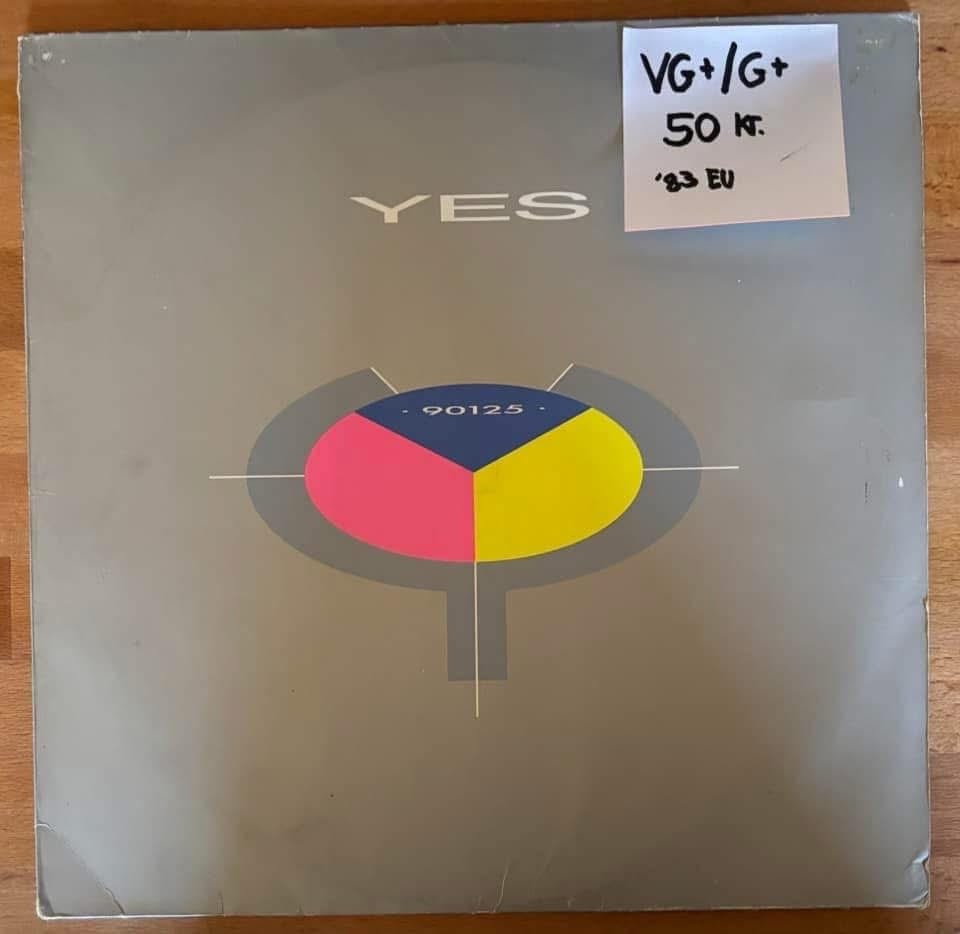 VG+/G+
50 kr.
'83 EU
YES
· 90125 ·